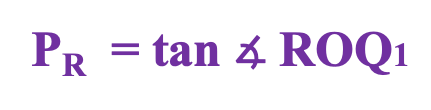 P_R = tan ∡ ROQ1